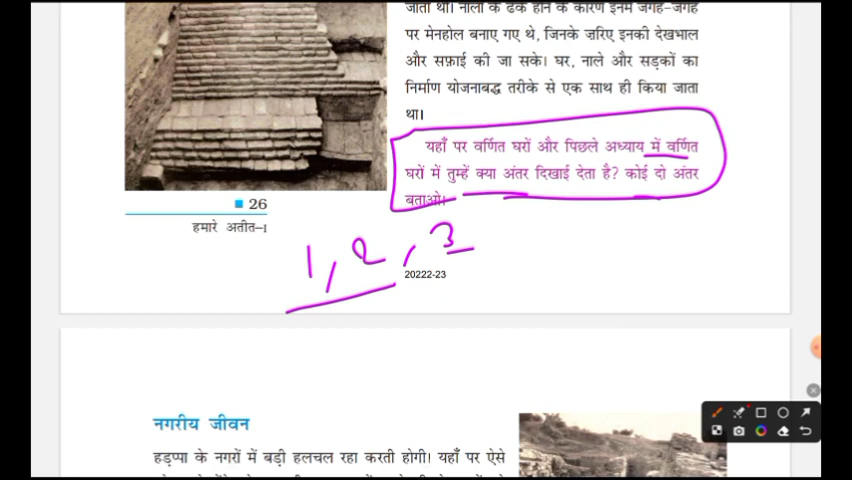 जाती थी। नालों के ढके होने के कारण इनमें जगह-जगह
पर मेनहोल बनाए गए थे, जिनके जरिए इनकी देखभाल
और सफ़ाई की जा सके। घर, नाले और सड़कों का
निर्माण योजनाबद्ध तरीके से एक साथ ही किया जाता
था।
यहाँ पर वर्णित घरों और पिछले अध्याय में वर्णित
घरों में तुम्हें क्या अंतर दिखाई देता है? कोई दो अंतर
बताओ।
26
हमारे अतीत-I
1, 2, 3
20222-23
नगरीय जीवन
हड़प्पा के नगरों में बड़ी हलचल रहा करती होगी। यहाँ पर ऐसे